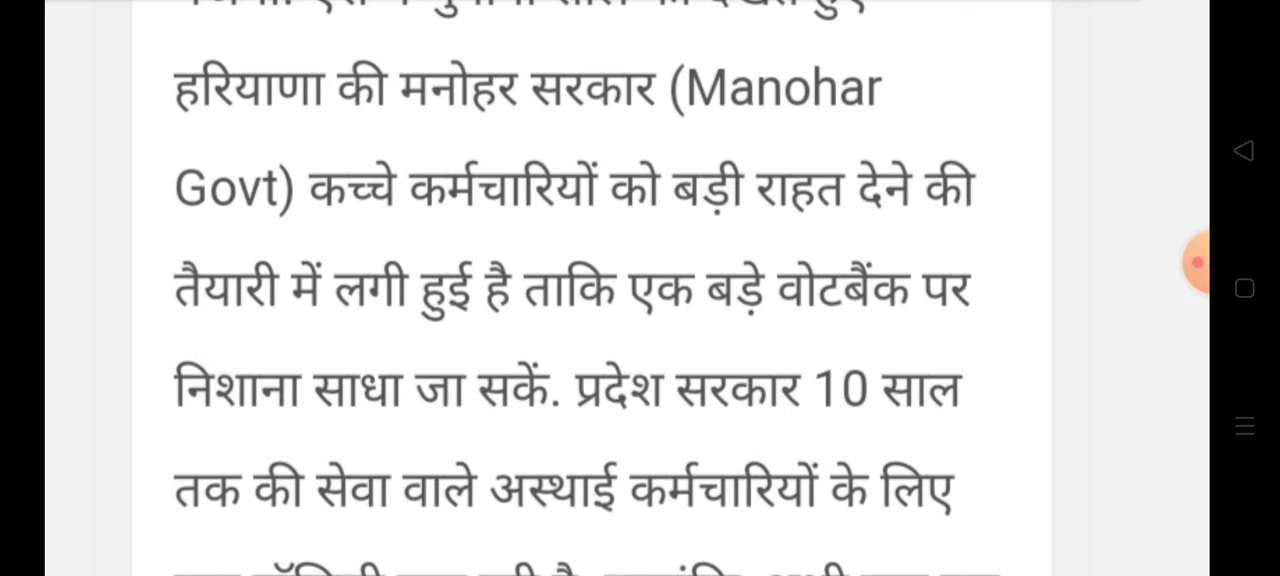 हरियाणा की मनोहर सरकार (Manohar
Govt) कच्चे कर्मचारियों को बड़ी राहत देने की
तैयारी में लगी हुई है ताकि एक बड़े वोटबैंक पर
निशाना साधा जा सकें. प्रदेश सरकार 10 साल
तक की सेवा वाले अस्थाई कर्मचारियों के लिए